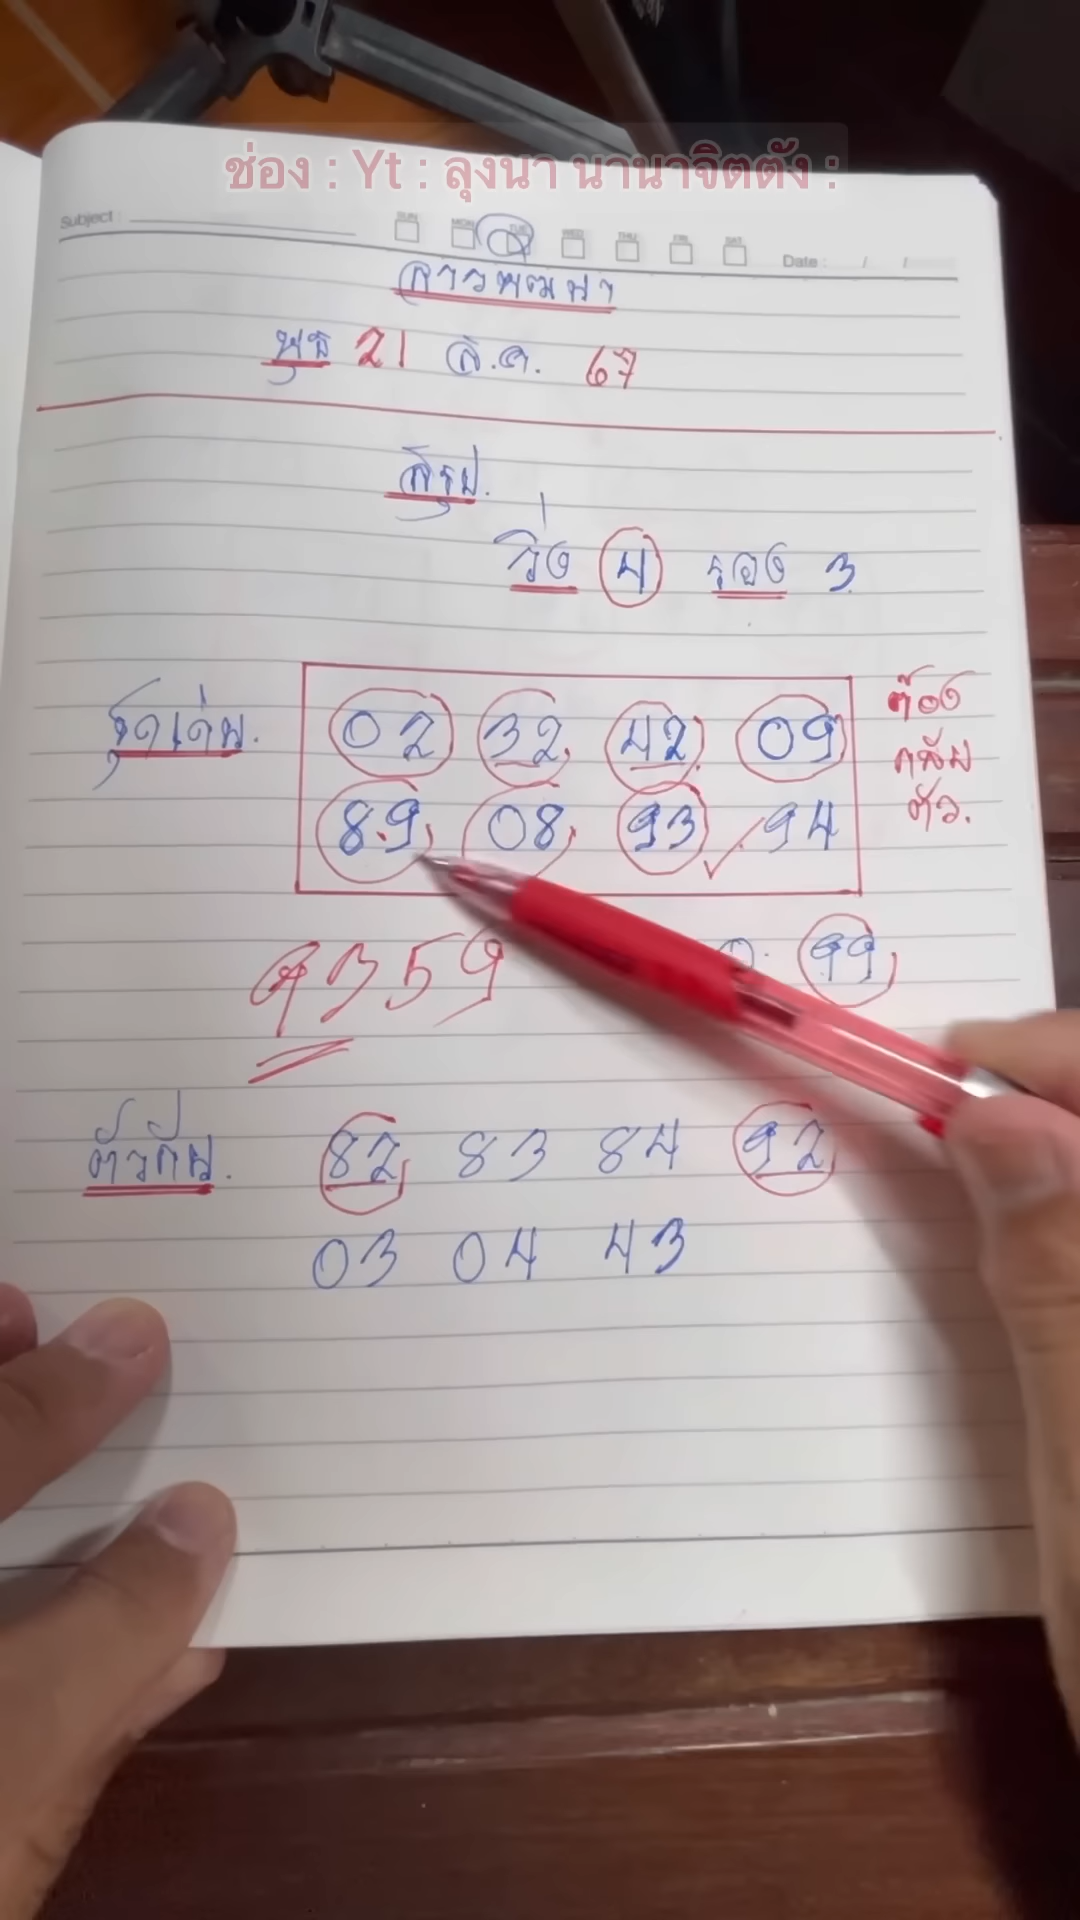 ช่อง : Yt : ลุงนา นานาจิตตัง :
Subject : SUN MON TUE WED THU FRI SAT Date : / /
ลาวพัฒนา
พุธ 21 ส.ค. 67
สรุป.
วิ่ง 4 รอง 3
ชุดเด่น. 02 32 42 09 ต้อง
89 08 93 94 กลับ
ตัว.
9359 99
ตัวกัน. 82 83 84 92
03 04 43